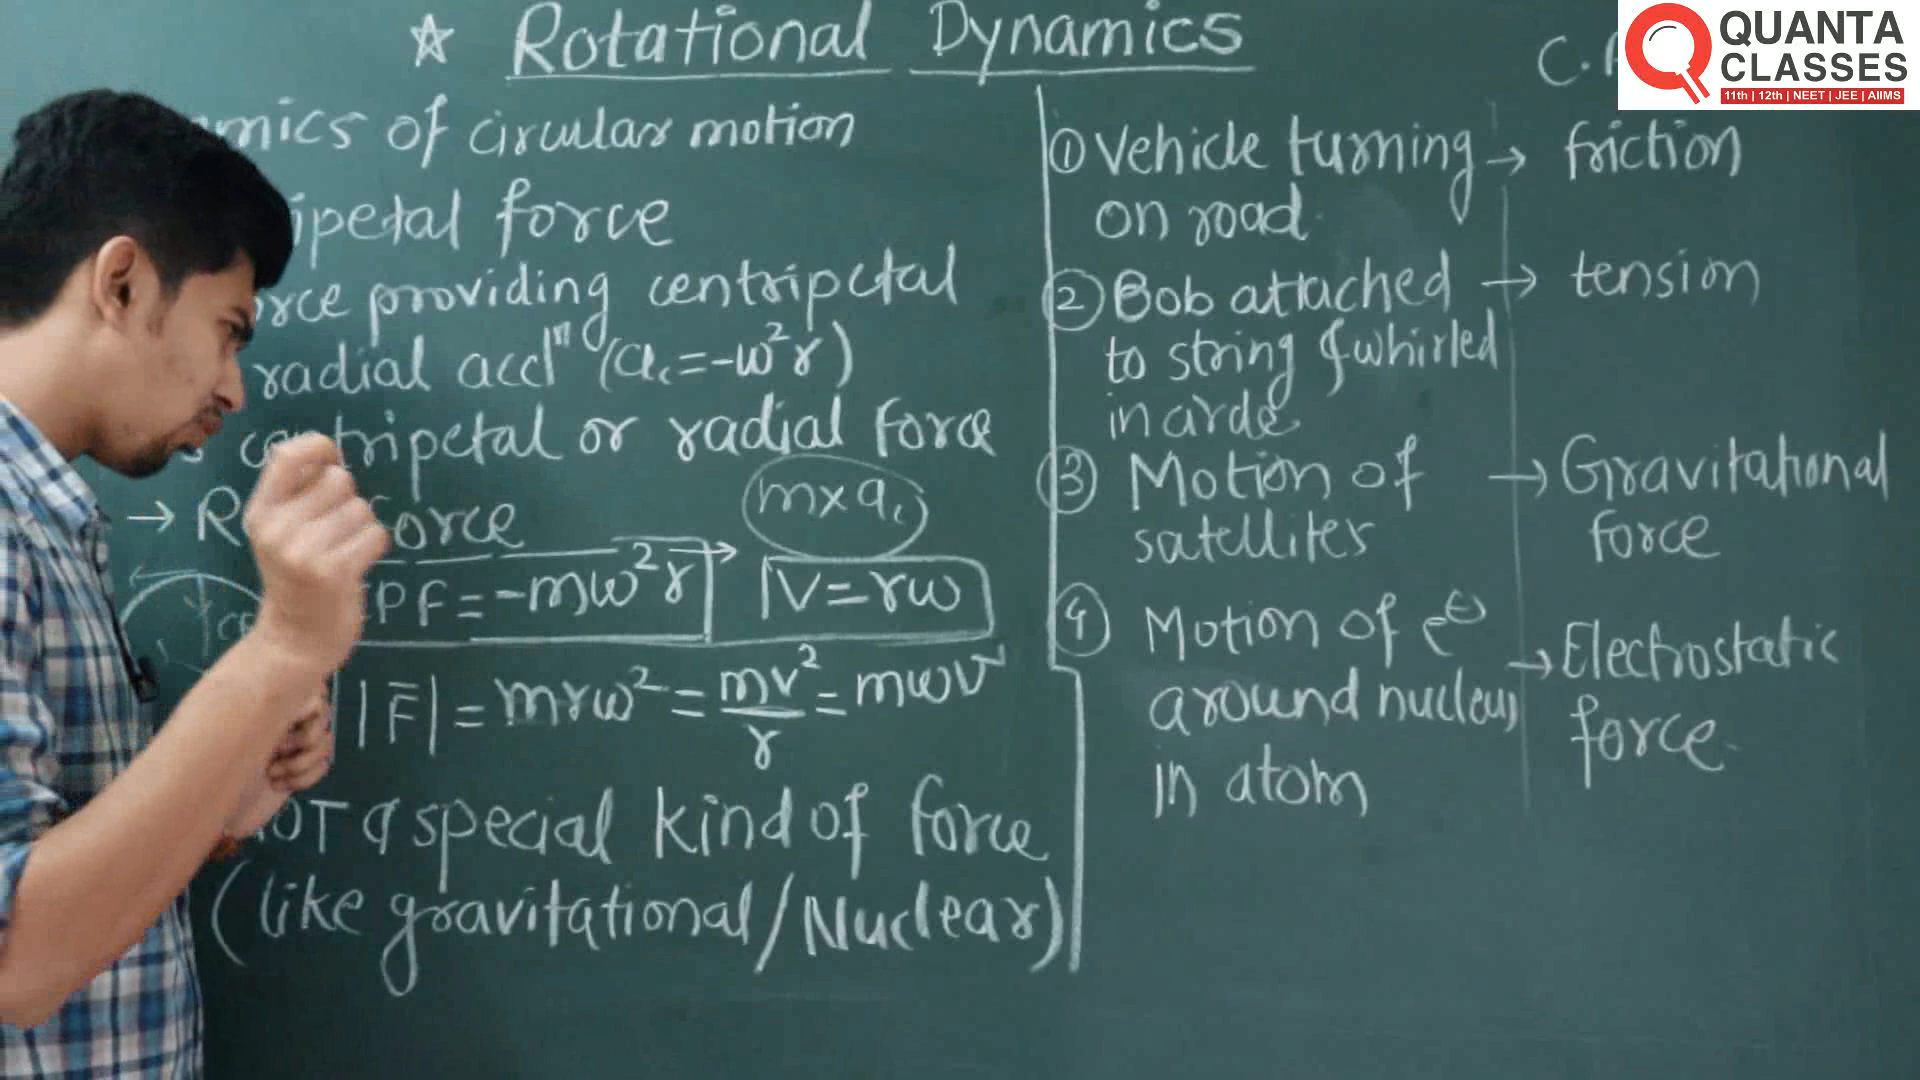 ☆ Rotational Dynamics
QUANTA
CLASSES
11th | 12th | NEET | JEE | AIIMS
C.
mics of circular motion
ipetal force
orce providing centripetal
radial accl^n (a_c = -ω²r)
centripetal or radial force
→ R force
m×a_c
PF = -mω²r → V = rω
|F̄| = mrω² = mv²/r = mωv
OT a special kind of force
(like gravitational/Nuclear)
① Vehicle turning → friction
on road
② Bob attached → tension
to string & whirled
in circle
③ Motion of → Gravitational
satellites force
④ Motion of e⊖
around nucleus → Electrostatic
in atom force